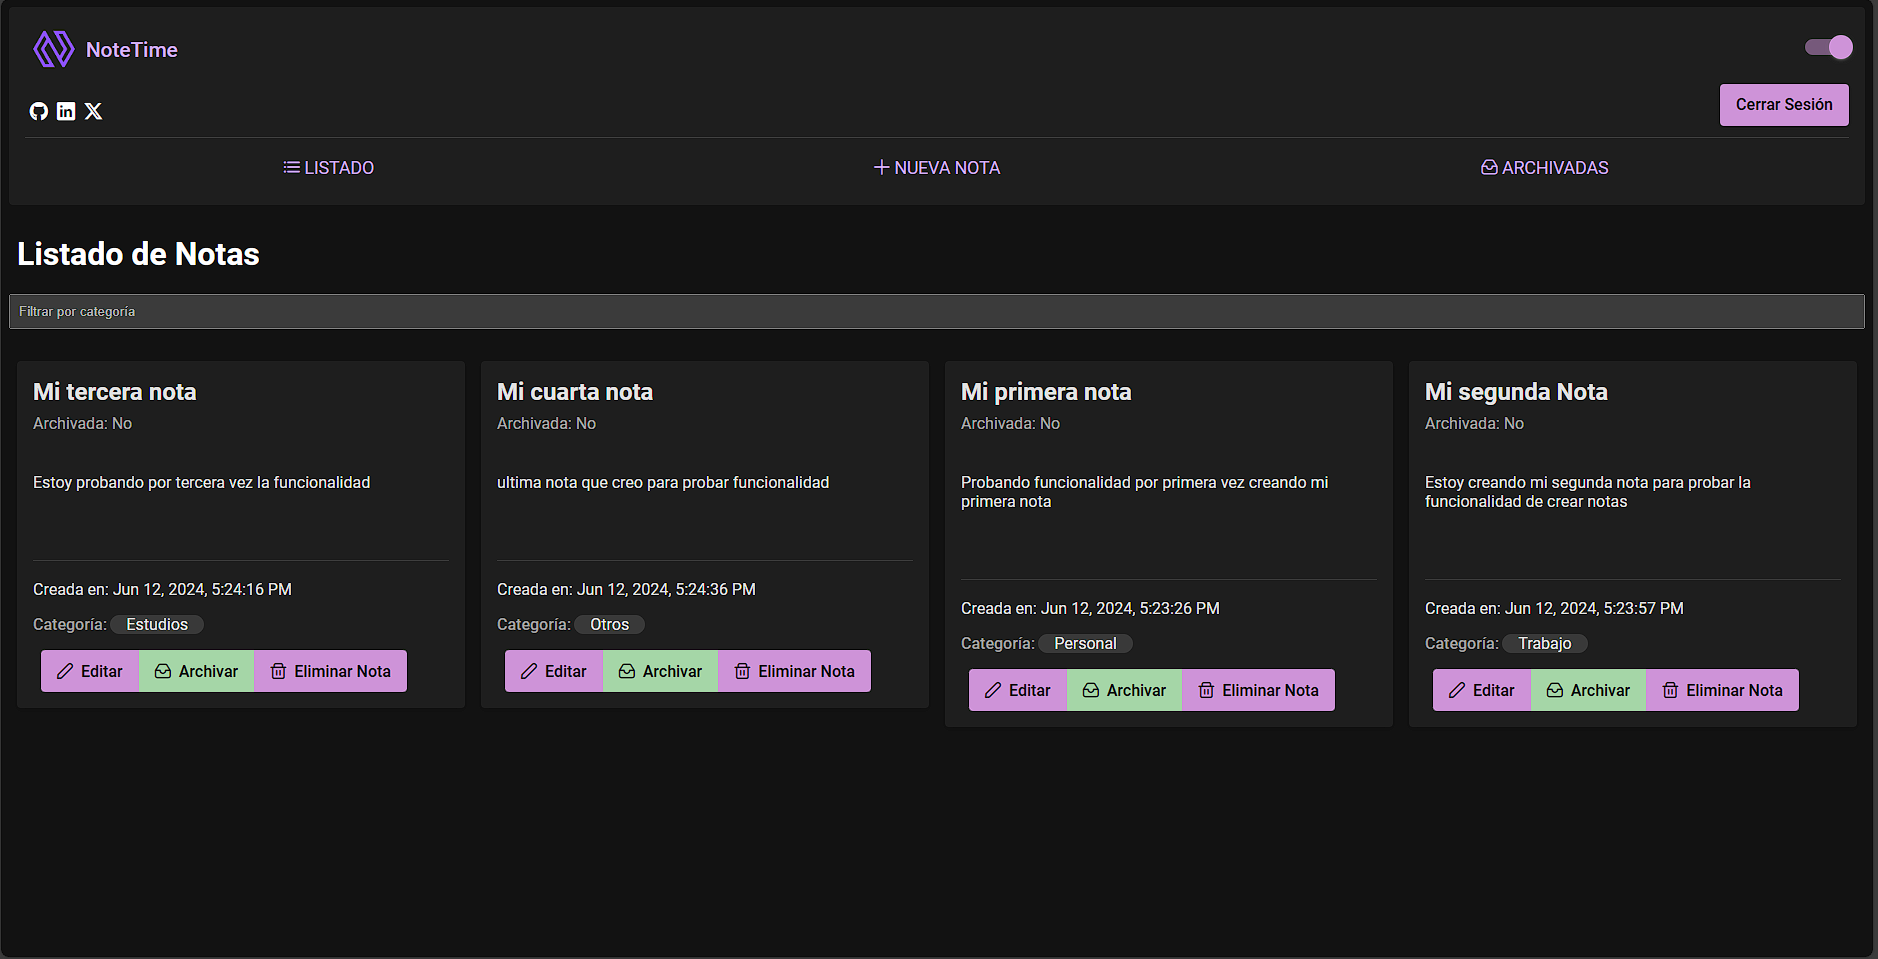 NoteTime
Cerrar Sesión
LISTADO
NUEVA NOTA
ARCHIVADAS
Listado de Notas
Filtrar por categoría
Mi tercera nota
Archivada: No
Estoy probando por tercera vez la funcionalidad
Creada en: Jun 12, 2024, 5:24:16 PM
Categoría: Estudios
Editar Archivar Eliminar Nota
Mi cuarta nota
Archivada: No
ultima nota que creo para probar funcionalidad
Creada en: Jun 12, 2024, 5:24:36 PM
Categoría: Otros
Editar Archivar Eliminar Nota
Mi primera nota
Archivada: No
Probando funcionalidad por primera vez creando mi
primera nota
Creada en: Jun 12, 2024, 5:23:26 PM
Categoría: Personal
Editar Archivar Eliminar Nota
Mi segunda Nota
Archivada: No
Estoy creando mi segunda nota para probar la
funcionalidad de crear notas
Creada en: Jun 12, 2024, 5:23:57 PM
Categoría: Trabajo
Editar Archivar Eliminar Nota